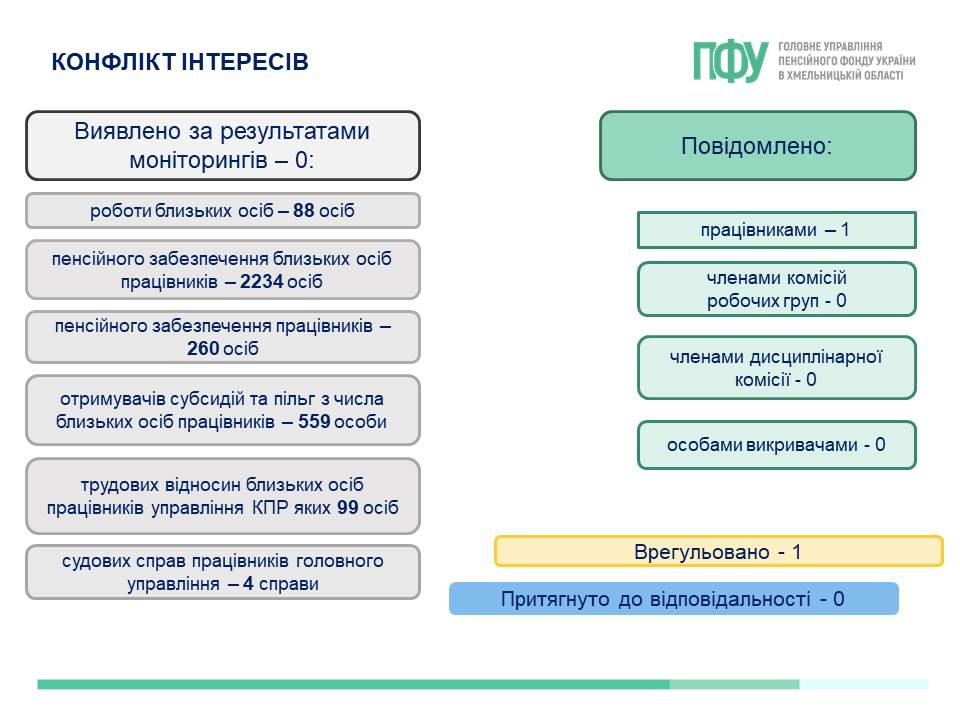 КОНФЛІКТ ІНТЕРЕСІВ
ПФУ
ГОЛОВНЕ УПРАВЛІННЯ
ПЕНСІЙНОГО ФОНДУ УКРАЇНИ
В ХМЕЛЬНИЦЬКІЙ ОБЛАСТІ
Виявлено за результатами
моніторингів – 0:
роботи близьких осіб – 88 осіб
пенсійного забезпечення близьких осіб
працівників – 2234 осіб
пенсійного забезпечення працівників –
260 осіб
отримувачів субсидій та пільг з числа
близьких осіб працівників – 559 особи
трудових відносин близьких осіб
працівників управління КПР яких 99 осіб
судових справ працівників головного
управління – 4 справи
Повідомлено:
працівниками – 1
членами комісій
робочих груп - 0
членами дисциплінарної
комісії - 0
особами викривачами - 0
Врегульовано - 1
Притягнуто до відповідальності - 0